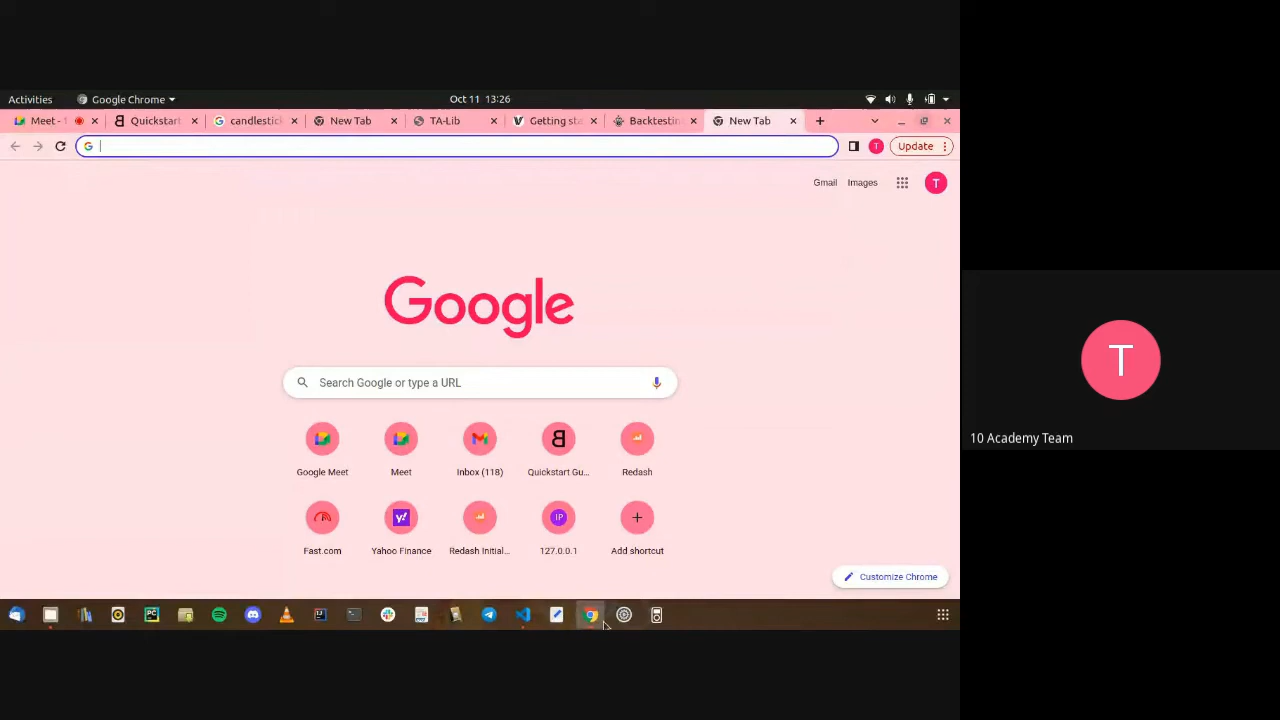 Activities Google Chrome Oct 11 13:26
Meet - 1 Quickstart candlestick New Tab TA-Lib Getting sta Backtestin New Tab
Update
Gmail Images T
Google
Search Google or type a URL
Google Meet Meet Inbox (118) Quickstart Gu... Redash
Fast.com Yahoo Finance Redash Initial... 127.0.0.1 Add shortcut
Customize Chrome
T
10 Academy Team